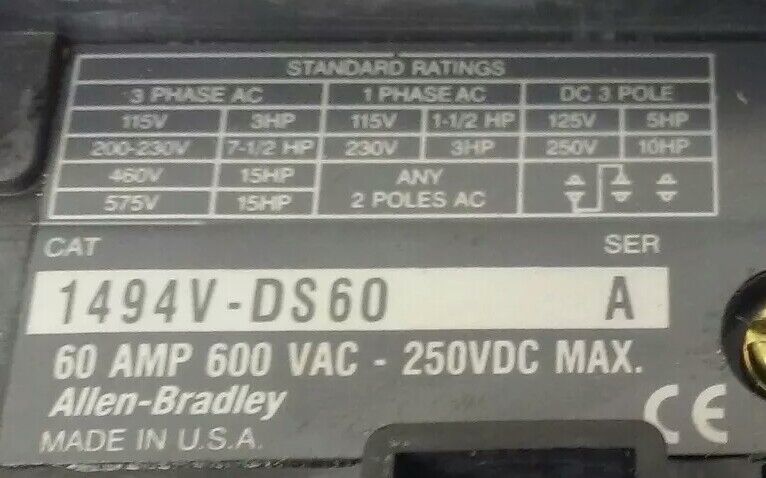 STANDARD RATINGS
3 PHASE AC 1 PHASE AC DC 3 POLE
115V 3HP 115V 1-1/2 HP 125V 5HP
200-230V 7-1/2 HP 230V 3HP 250V 10HP
460V 15HP ANY
575V 15HP 2 POLES AC
CAT SER
1494V-DS60 A
60 AMP 600 VAC - 250VDC MAX.
Allen-Bradley CE
MADE IN U.S.A.